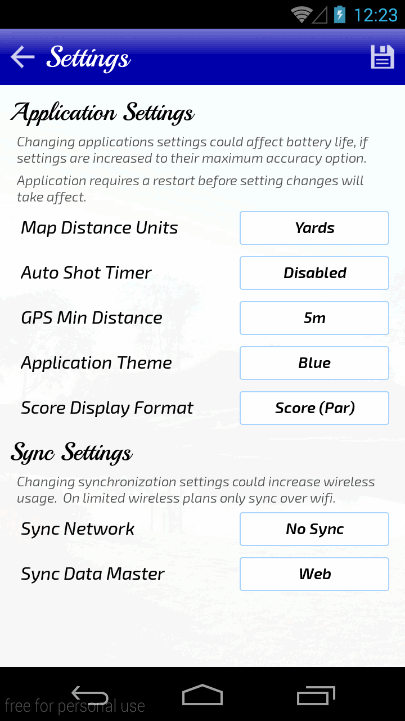 12:23
Settings
Application Settings
Changing applications settings could affect battery life, if
settings are increased to their maximum accuracy option.
Application requires a restart before setting changes will
take affect.
Map Distance Units Yards
Auto Shot Timer Disabled
GPS Min Distance 5m
Application Theme Blue
Score Display Format Score (Par)
Sync Settings
Changing synchronization settings could increase wireless
usage. On limited wireless plans only sync over wifi.
Sync Network No Sync
Sync Data Master Web
free for personal use